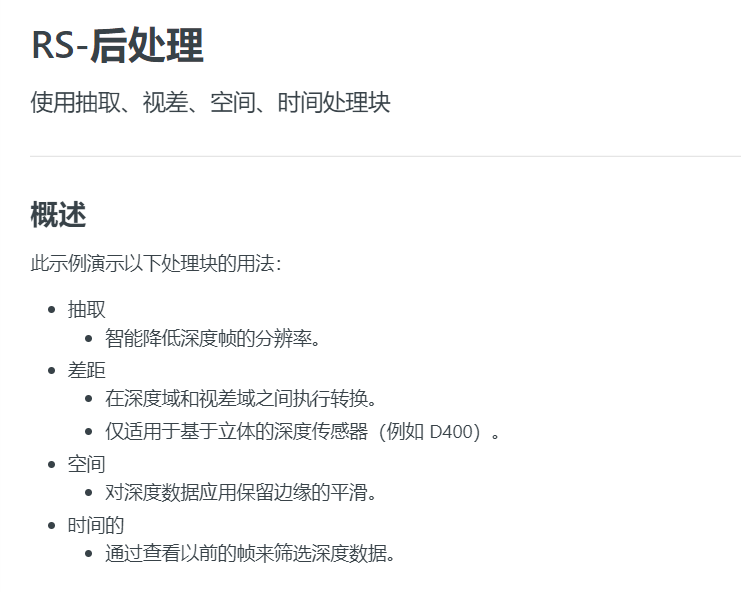 RS-后处理
使用抽取、视差、空间、时间处理块
概述
此示例演示以下处理块的用法：
抽取
智能降低深度帧的分辨率。
差距
在深度域和视差域之间执行转换。
仅适用于基于立体的深度传感器（例如 D400）。
空间
对深度数据应用保留边缘的平滑。
时间的
通过查看以前的帧来筛选深度数据。